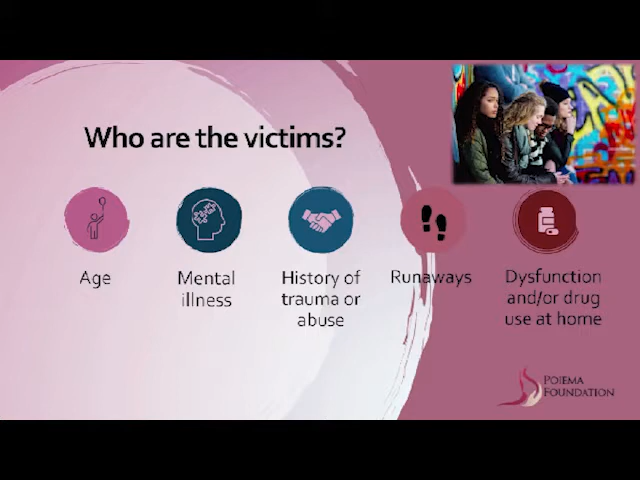 Who are the victims?
Age
Mental
illness
History of
trauma or
abuse
Runaways
Dysfunction
and/or drug
use at home
POIEMA
FOUNDATION